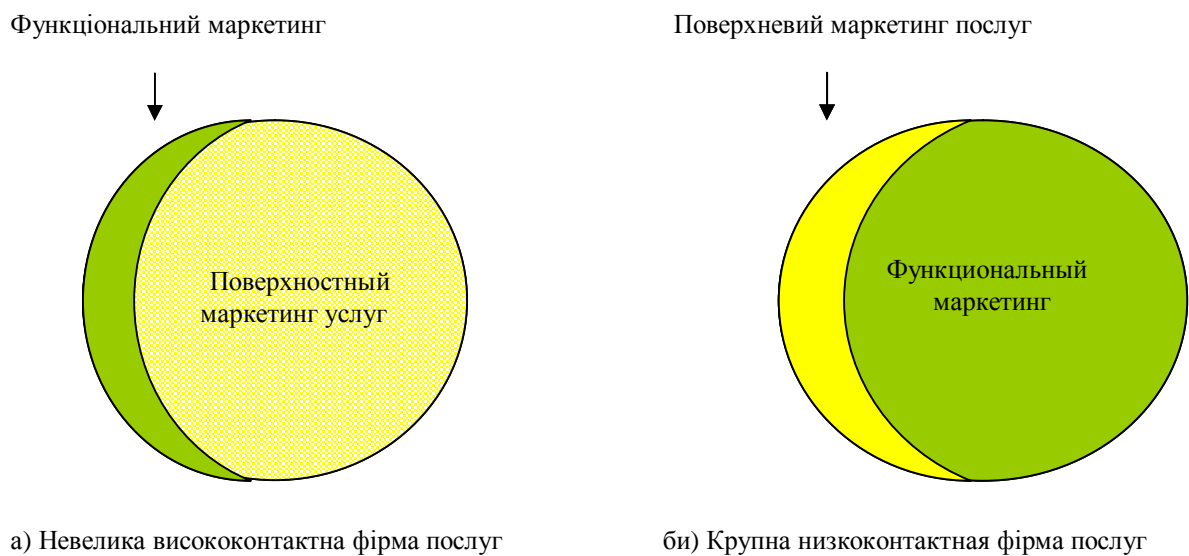 Функціональний маркетинг
Поверхневий маркетинг послуг
Поверхностный
маркетинг услуг
Функциональный
маркетинг
а) Невелика висококонтактна фірма послуг
би) Крупна низкоконтактная фірма послуг